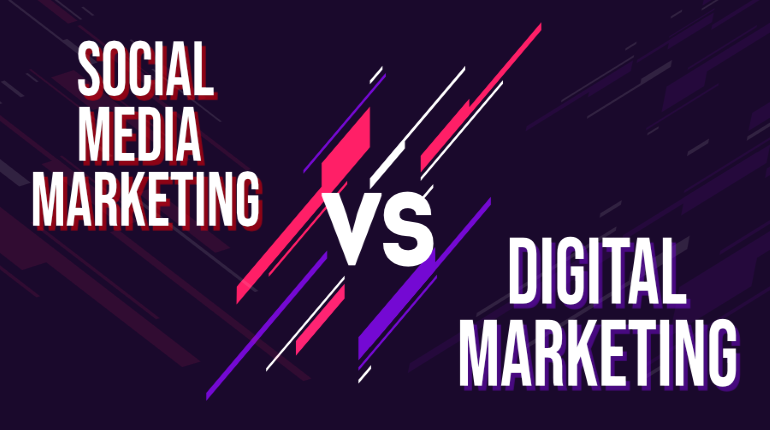 SOCIAL
MEDIA
MARKETING
VS
DIGITAL
MARKETING